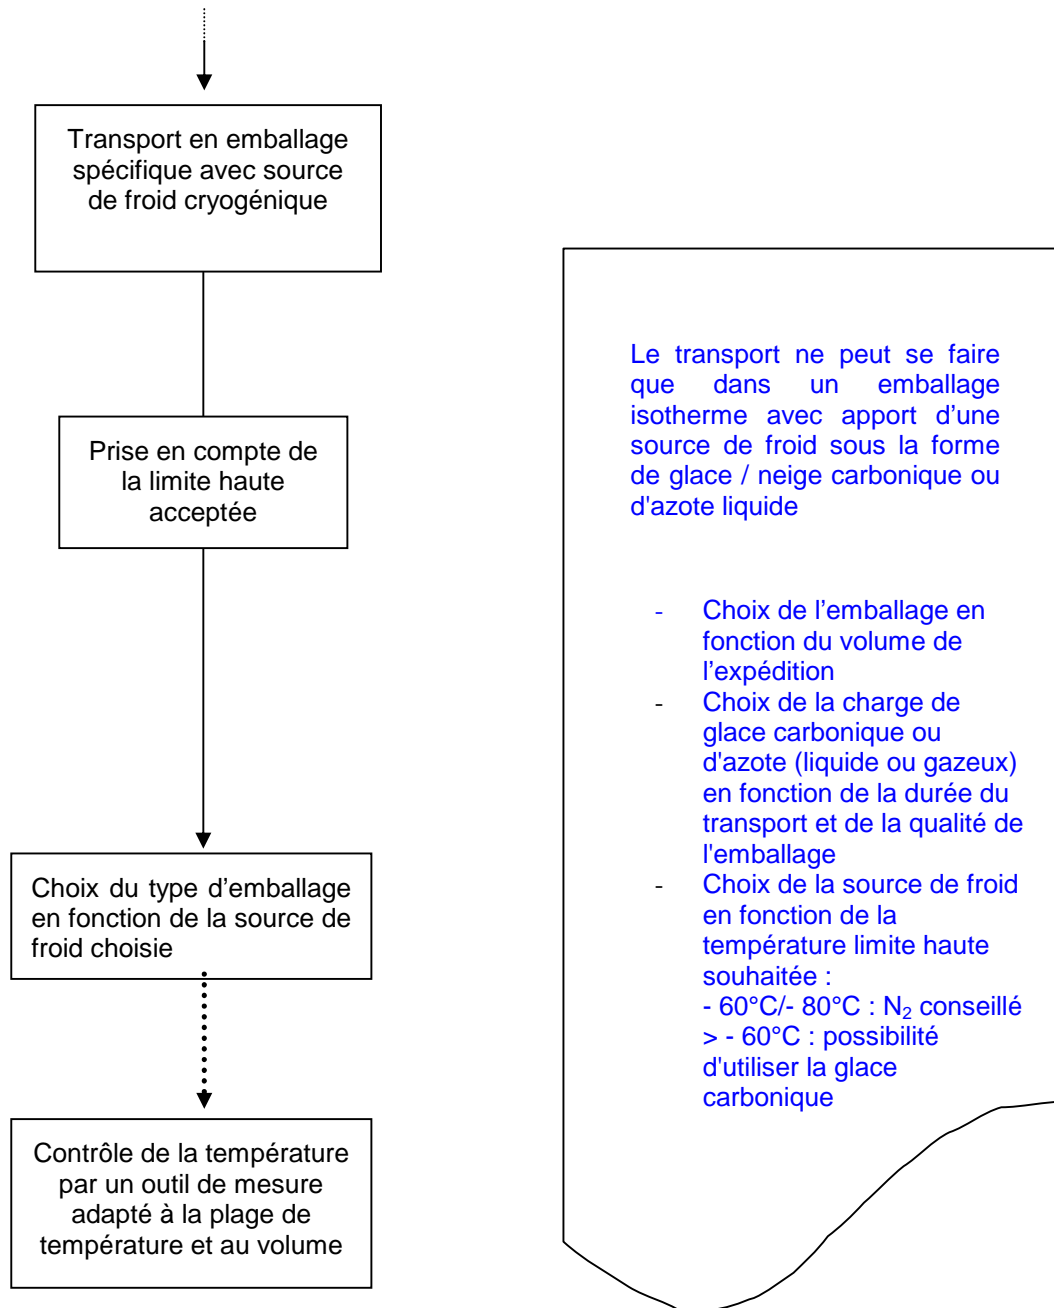 Transport en emballage
spécifique avec source
de froid cryogénique
Prise en compte de
la limite haute
acceptée
Choix du type d’emballage
en fonction de la source de
froid choisie
Contrôle de la température
par un outil de mesure
adapté à la plage de
température et au volume
Le transport ne peut se faire
que dans un emballage
isotherme avec apport d’une
source de froid sous la forme
de glace / neige carbonique ou
d'azote liquide
- Choix de l’emballage en
fonction du volume de
l’expédition
- Choix de la charge de
glace carbonique ou
d'azote (liquide ou gazeux)
en fonction de la durée du
transport et de la qualité de
l'emballage
- Choix de la source de froid
en fonction de la
température limite haute
souhaitée :
- 60°C/- 80°C : N₂ conseillé
> - 60°C : possibilité
d'utiliser la glace
carbonique